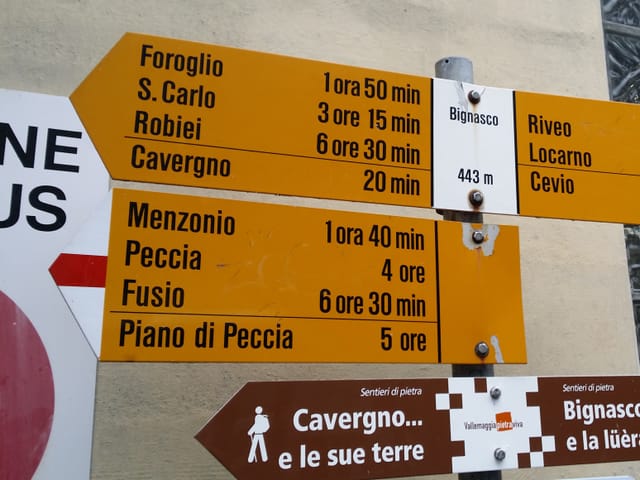 NE
US
Foroglio 1 ora 50 min
S. Carlo 3 ore 15 min
Robiei 6 ore 30 min
Cavergno 20 min
Bignasco
443 m
Riveo
Locarno
Cevio
Menzonio 1 ora 40 min
Peccia 4 ore
Fusio 6 ore 30 min
Piano di Peccia 5 ore
Sentieri di pietra
Cavergno...
e le sue terre
Vallemaggiapietraviva
Sentieri di pietra
Bignasco
e la lüèra